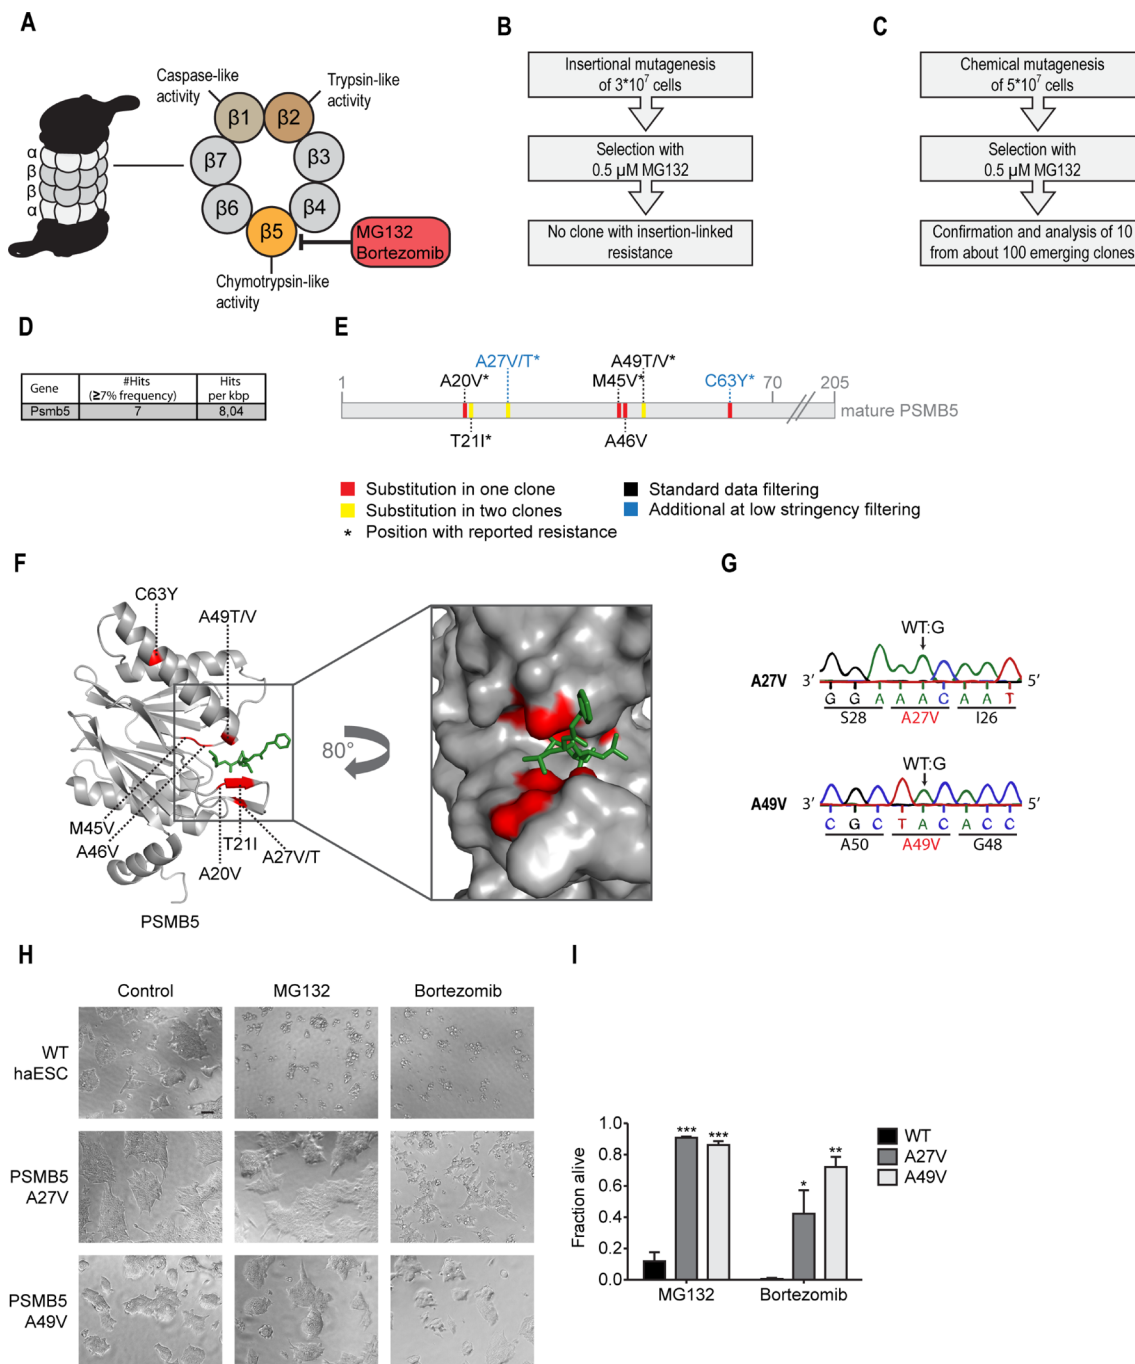 A
Caspase-like
activity
Trypsin-like
activity
β1
β2
β7
β3
β6
β4
β5
α
β
β
α
MG132
Bortezomib
Chymotrypsin-like
activity
B
Insertional mutagenesis
of 3*10⁷ cells
Selection with
0.5 µM MG132
No clone with insertion-linked
resistance
C
Chemical mutagenesis
of 5*10⁷ cells
Selection with
0.5 µM MG132
Confirmation and analysis of 10
from about 100 emerging clones
D
Gene #Hits (≥7% frequency) Hits per kbp
Psmb5 7 8,04
E
A27V/T*
A49T/V*
A20V*
M45V*
C63Y*
1
70
205
mature PSMB5
T21I*
A46V
Substitution in one clone
Substitution in two clones
* Position with reported resistance
Standard data filtering
Additional at low stringency filtering
F
C63Y
A49T/V
80°
M45V
A46V
T21I
A20V
A27V/T
PSMB5
G
WT:G
A27V 3′ 5′
G G A A A C A A T
S28 A27V I26
WT:G
A49V 3′ 5′
C G C T A C A C C
A50 A49V G48
H
Control MG132 Bortezomib
WT
haESC
PSMB5
A27V
PSMB5
A49V
I
Fraction alive
1.0
0.8
0.6
0.4
0.2
0.0
***
***
*
**
MG132 Bortezomib
WT
A27V
A49V